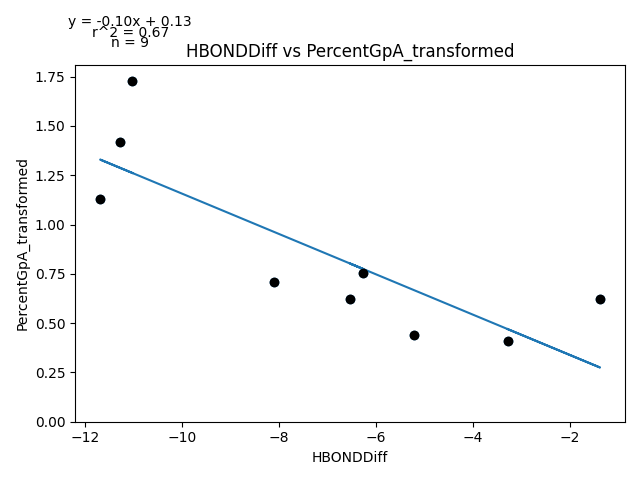 y = -0.10x + 0.13
r^2 = 0.67
n = 9
HBONDDiff vs PercentGpA_transformed
PercentGpA_transformed
1.75
1.50
1.25
1.00
0.75
0.50
0.25
0.00
−12
−10
−8
−6
−4
−2
HBONDDiff